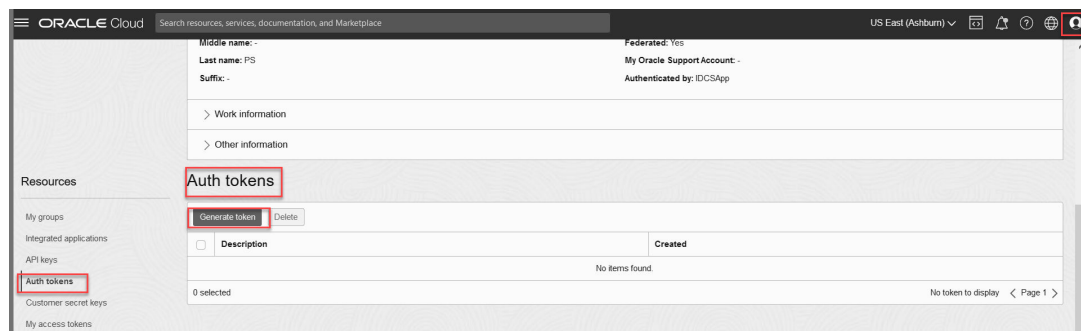 ORACLE Cloud
Search resources, services, documentation, and Marketplace
US East (Ashburn)
Middle name: -
Federated: Yes
Last name: PS
My Oracle Support Account: -
Suffix: -
Authenticated by: IDCSApp
Work information
Other information
Resources
Auth tokens
My groups
Generate token
Delete
Integrated applications
Description
Created
API keys
No items found.
Auth tokens
0 selected
No token to display
Page 1
Customer secret keys
My access tokens